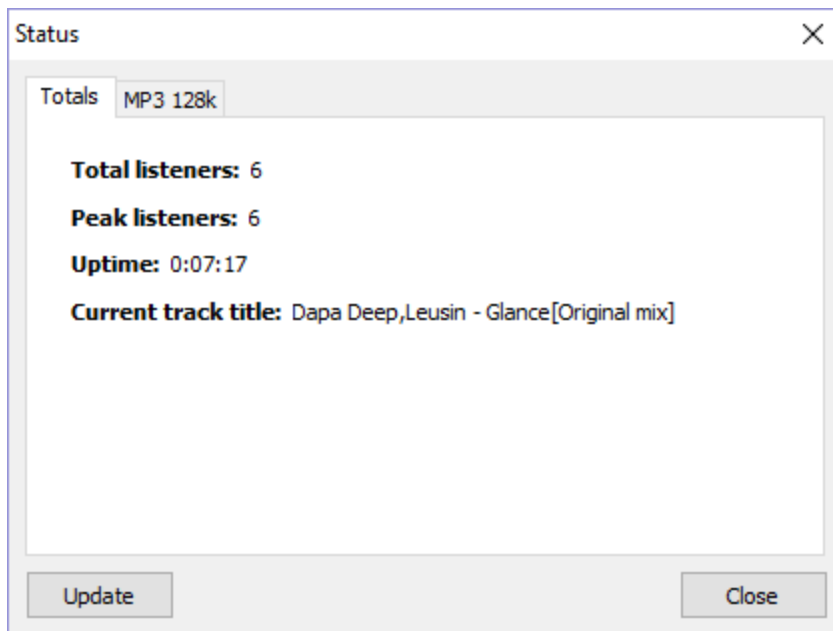 Status
Totals MP3 128k
Total listeners: 6
Peak listeners: 6
Uptime: 0:07:17
Current track title: Dapa Deep,Leusin - Glance[Original mix]
Update Close